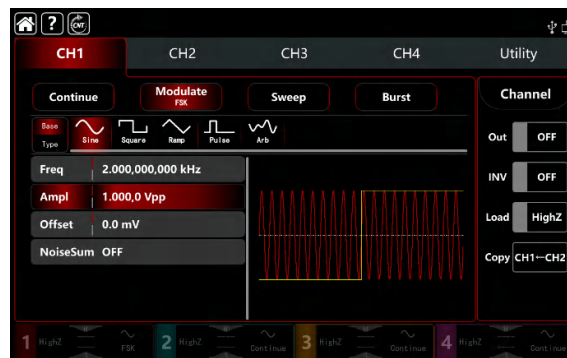 ? CNT
CH1 CH2 CH3 CH4 Utility
Continue Modulate Sweep Burst Channel
FSK
Base
Type Sine Square Ramp Pulse Arb
Out OFF
Freq 2.000,000,000 kHz
INV OFF
Ampl 1.000,0 Vpp
Offset 0.0 mV
Load HighZ
NoiseSum OFF
Copy CH1←CH2
1 HighZ FSK 2 HighZ Continue 3 HighZ Continue 4 HighZ